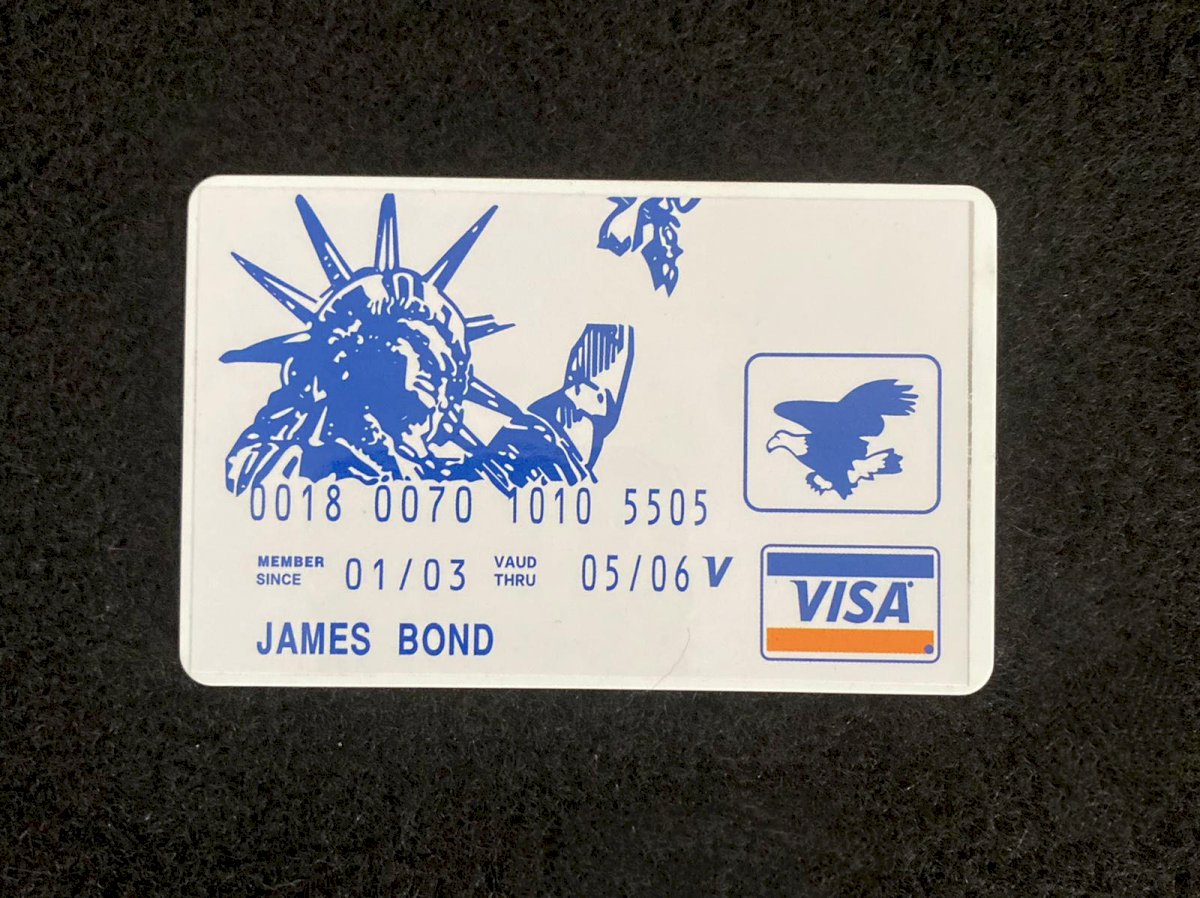 0018 0070 1010 5505
MEMBER SINCE 01/03 VAUD THRU 05/06 V
JAMES BOND
VISA